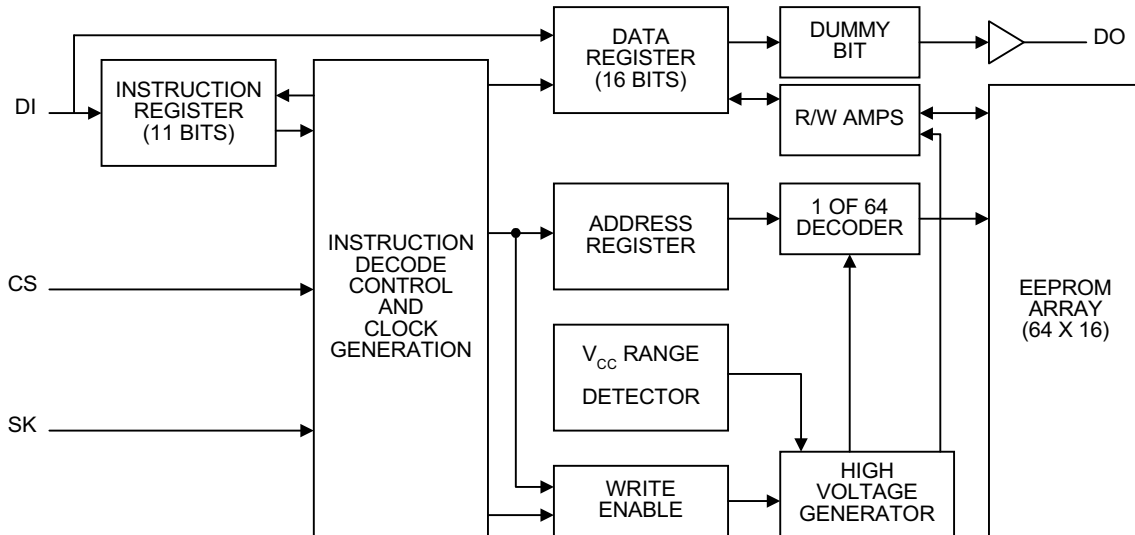 DI
CS
SK
INSTRUCTION
REGISTER
(11 BITS)
INSTRUCTION
DECODE
CONTROL
AND
CLOCK
GENERATION
DATA
REGISTER
(16 BITS)
ADDRESS
REGISTER
VCC RANGE
DETECTOR
WRITE
ENABLE
DUMMY
BIT
R/W AMPS
1 OF 64
DECODER
HIGH
VOLTAGE
GENERATOR
DO
EEPROM
ARRAY
(64 X 16)